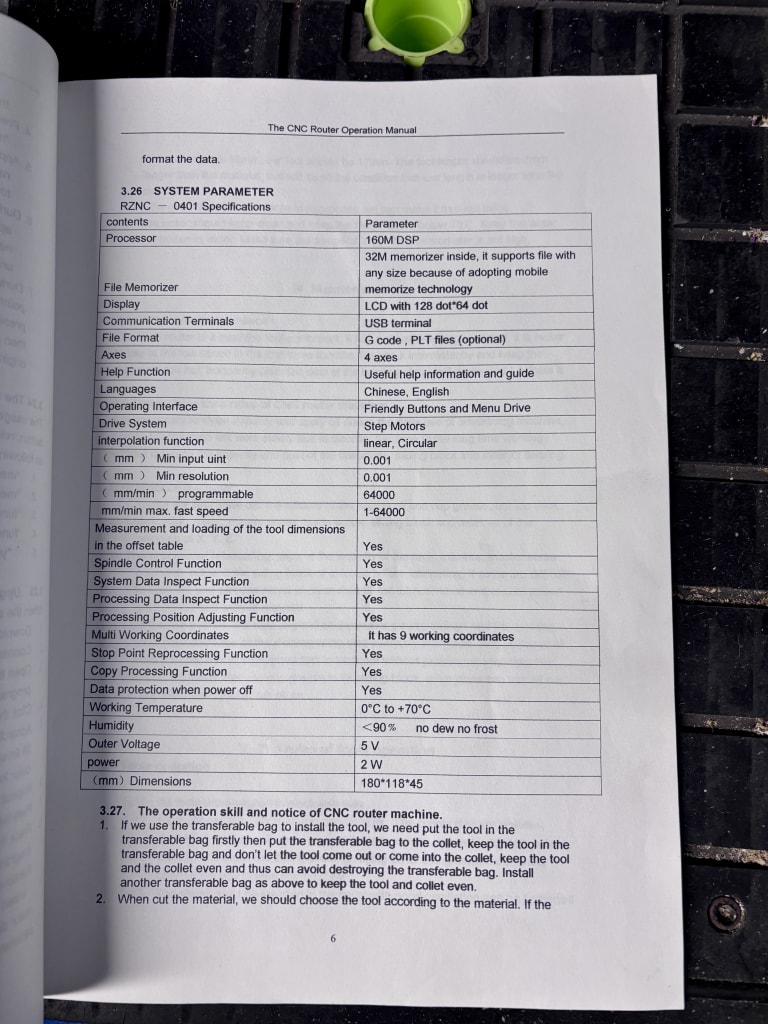 The CNC Router Operation Manual
format the data.
3.26 SYSTEM PARAMETER
RZNC — 0401 Specifications
contents Parameter
Processor 160M DSP
32M memorizer inside, it supports file with
any size because of adopting mobile
File Memorizer memorize technology
Display LCD with 128 dot*64 dot
Communication Terminals USB terminal
File Format G code , PLT files (optional)
Axes 4 axes
Help Function Useful help information and guide
Languages Chinese, English
Operating Interface Friendly Buttons and Menu Drive
Drive System Step Motors
interpolation function linear, Circular
（ mm ） Min input uint 0.001
（ mm ） Min resolution 0.001
（ mm/min ） programmable 64000
mm/min max. fast speed 1-64000
Measurement and loading of the tool dimensions
in the offset table Yes
Spindle Control Function Yes
System Data Inspect Function Yes
Processing Data Inspect Function Yes
Processing Position Adjusting Function Yes
Multi Working Coordinates It has 9 working coordinates
Stop Point Reprocessing Function Yes
Copy Processing Function Yes
Data protection when power off Yes
Working Temperature 0°C to +70°C
Humidity ＜90％ no dew no frost
Outer Voltage 5 V
power 2 W
（mm）Dimensions 180*118*45
3.27. The operation skill and notice of CNC router machine.
1. If we use the transferable bag to install the tool, we need put the tool in the
transferable bag firstly then put the transferable bag to the collet, keep the tool in the
transferable bag and don't let the tool come out or come into the collet, keep the tool
and the collet even and thus can avoid destroying the transferable bag. Install
another transferable bag as above to keep the tool and collet even.
2. When cut the material, we should choose the tool according to the material. If the
6